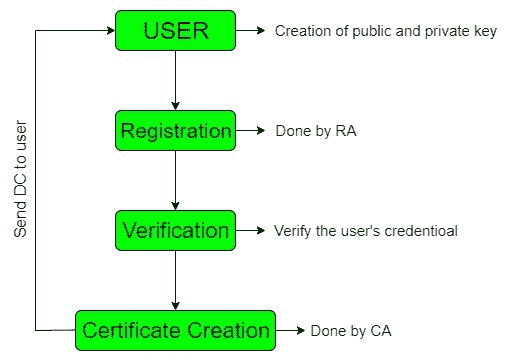 USER
Creation of public and private key
Registration
Done by RA
Send DC to user
Verification
Verify the user's credentioal
Certificate Creation
Done by CA